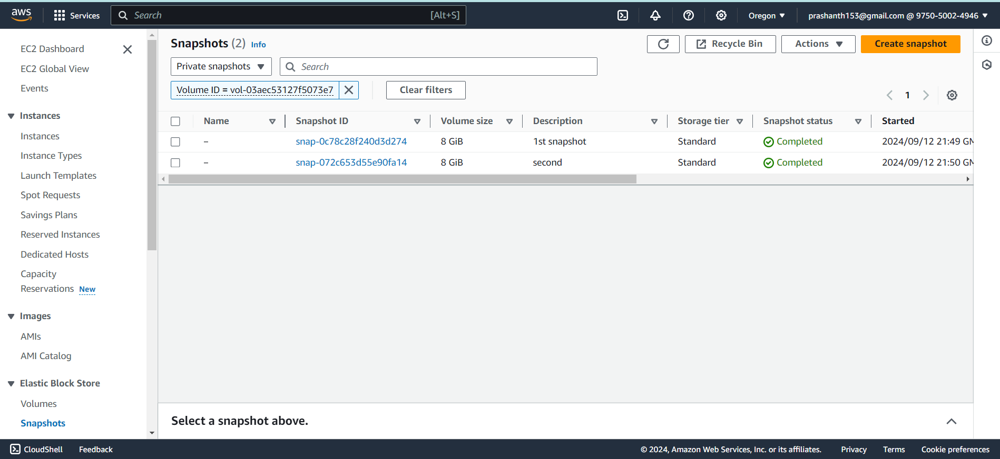 aws Services Search [Alt+S] Oregon prashanth153@gmail.com @ 9750-5002-4946
EC2 Dashboard
EC2 Global View
Events
Instances
Instances
Instance Types
Launch Templates
Spot Requests
Savings Plans
Reserved Instances
Dedicated Hosts
Capacity
Reservations New
Images
AMIs
AMI Catalog
Elastic Block Store
Volumes
Snapshots
Snapshots (2) Info Recycle Bin Actions Create snapshot
Private snapshots Search
Volume ID = vol-03aec53127f5073e7 Clear filters
1
Name Snapshot ID Volume size Description Storage tier Snapshot status Started
– snap-0c78c28f240d3d274 8 GiB 1st snapshot Standard Completed 2024/09/12 21:49 GM
– snap-072c653d55e90fa14 8 GiB second Standard Completed 2024/09/12 21:50 GM
Select a snapshot above.
CloudShell Feedback © 2024, Amazon Web Services, Inc. or its affiliates. Privacy Terms Cookie preferences